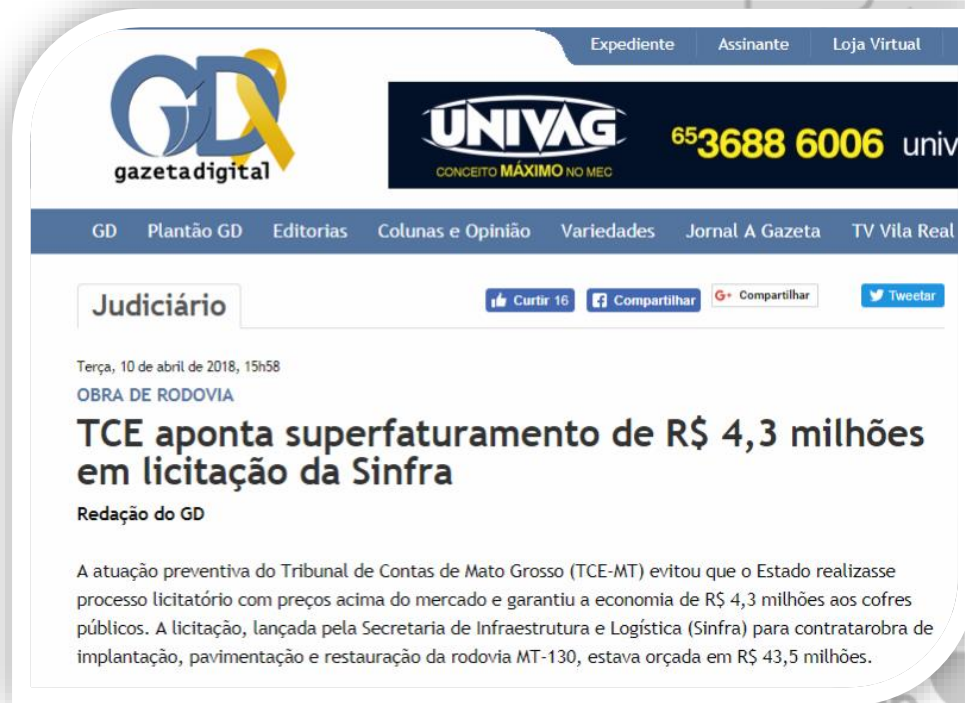 Expediente Assinante Loja Virtual
GD
gazetadigital
UNIVAG
CONCEITO MÁXIMO NO MEC
65 3688 6006 univ
GD Plantão GD Editorias Colunas e Opinião Variedades Jornal A Gazeta TV Vila Real
Judiciário
Curtir 16 Compartilhar G+ Compartilhar Tweetar
Terça, 10 de abril de 2018, 15h58
OBRA DE RODOVIA
TCE aponta superfaturamento de R$ 4,3 milhões
em licitação da Sinfra
Redação do GD
A atuação preventiva do Tribunal de Contas de Mato Grosso (TCE-MT) evitou que o Estado realizasse
processo licitatório com preços acima do mercado e garantiu a economia de R$ 4,3 milhões aos cofres
públicos. A licitação, lançada pela Secretaria de Infraestrutura e Logística (Sinfra) para contratarobra de
implantação, pavimentação e restauração da rodovia MT-130, estava orçada em R$ 43,5 milhões.